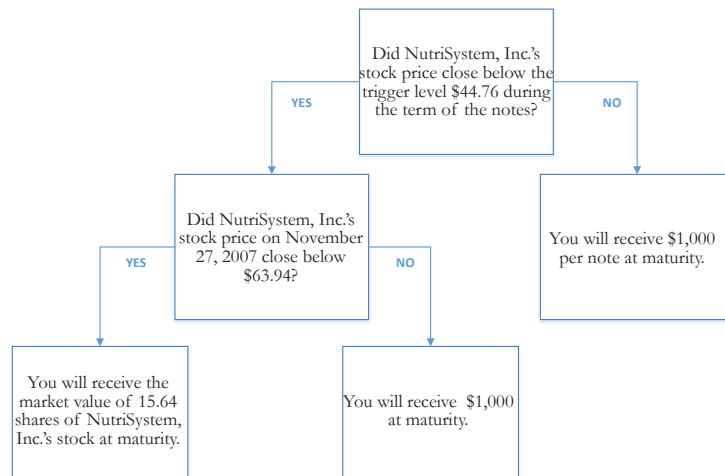 Did NutriSystem, Inc.'s
stock price close below the
trigger level $44.76 during
the term of the notes?
YES
NO
Did NutriSystem, Inc.'s
stock price on November
27, 2007 close below
$63.94?
You will receive $1,000
per note at maturity.
YES
NO
You will receive the
market value of 15.64
shares of NutriSystem,
Inc.'s stock at maturity.
You will receive $1,000
at maturity.